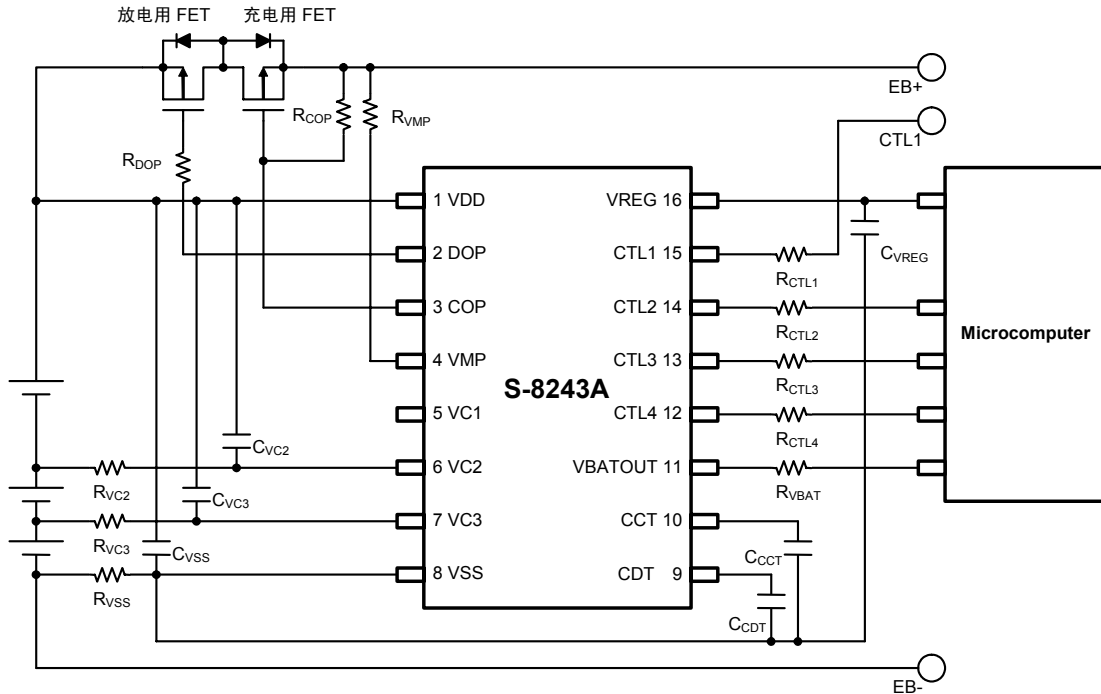 放电用 FET
充电用 FET
EB+
CTL1
RCOP
RVMP
RDOP
1 VDD
2 DOP
3 COP
4 VMP
5 VC1
6 VC2
7 VC3
8 VSS
S-8243A
VREG 16
CTL1 15
CTL2 14
CTL3 13
CTL4 12
VBATOUT 11
CCT 10
CDT 9
CVREG
RCTL1
RCTL2
RCTL3
RCTL4
RVBAT
Microcomputer
CVC2
RVC2
CVC3
RVC3
CVSS
RVSS
CCCT
CCDT
EB-